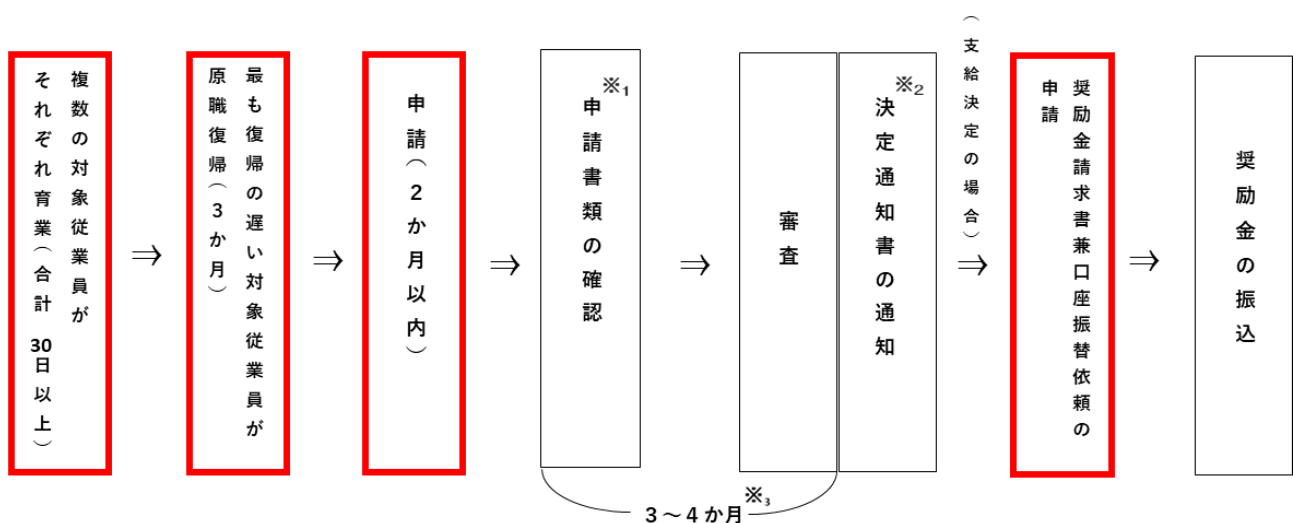 複数の対象従業員が
それぞれ育業（合計 30日以上）
⇒
最も復帰の遅い対象従業員が
原職復帰（3か月）
⇒
申請（2か月以内）
⇒
※1
申請書類の確認
⇒
審査
※2
決定通知書の通知
（支給決定の場合）
⇒
奨励金請求書兼口座振替依頼の
申請
⇒
奨励金の振込
3～4か月※3